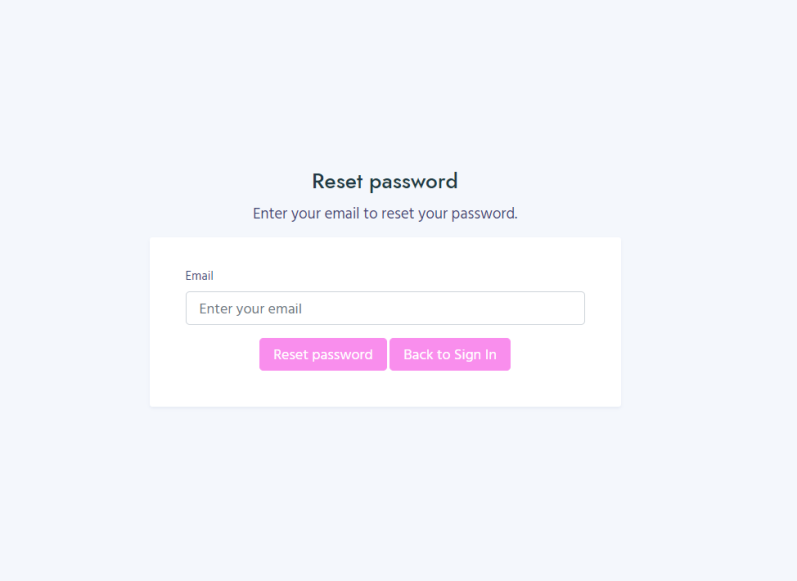 Reset password
Enter your email to reset your password.
Email
Enter your email
Reset password Back to Sign In